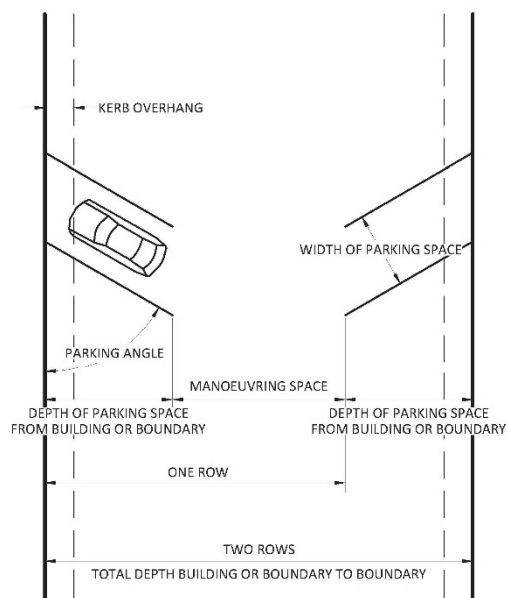 KERB OVERHANG
WIDTH OF PARKING SPACE
PARKING ANGLE
MANOEUVRING SPACE
DEPTH OF PARKING SPACE
FROM BUILDING OR BOUNDARY
DEPTH OF PARKING SPACE
FROM BUILDING OR BOUNDARY
ONE ROW
TWO ROWS
TOTAL DEPTH BUILDING OR BOUNDARY TO BOUNDARY